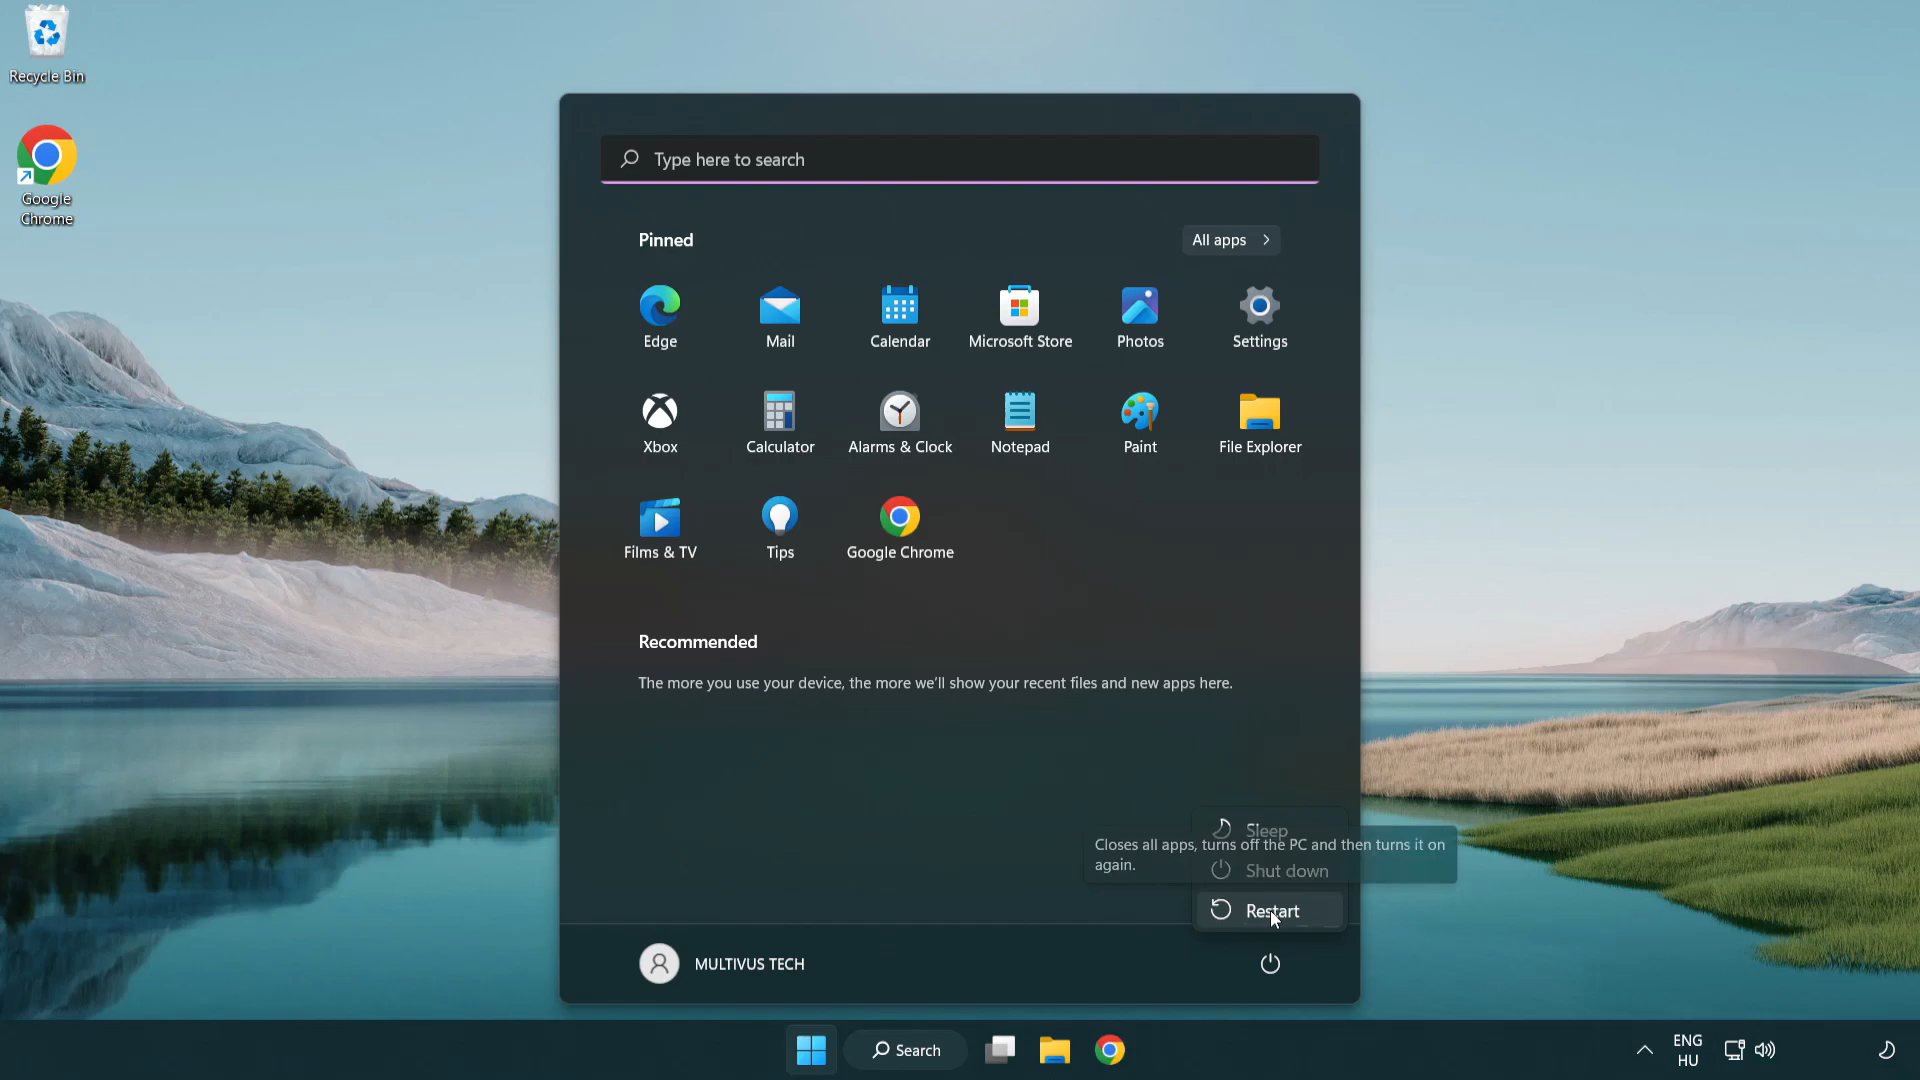 Recycle Bin
Google
Chrome
Type here to search
Pinned
All apps
Edge
Mail
Calendar
Microsoft Store
Photos
Settings
Xbox
Calculator
Alarms & Clock
Notepad
Paint
File Explorer
Films & TV
Tips
Google Chrome
Recommended
The more you use your device, the more we'll show your recent files and new apps here.
Sleep
Closes all apps, turns off the PC and then turns it on
again.
Shut down
Restart
MULTIVUS TECH
Search
ENG
HU